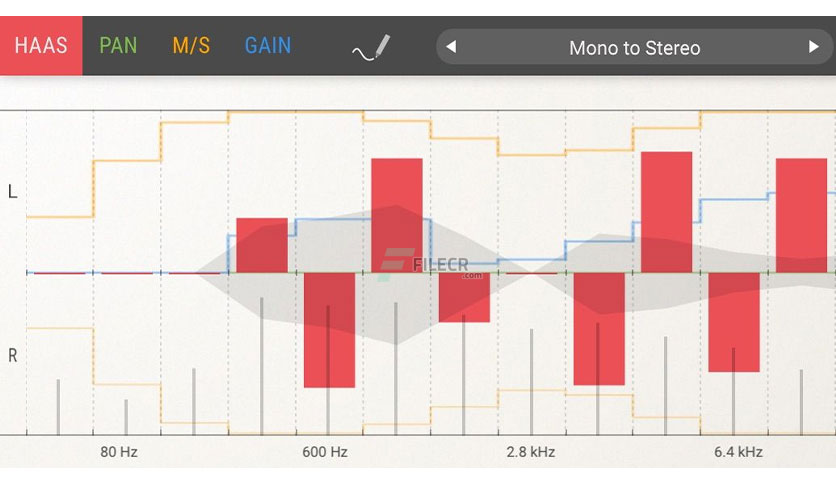 HAAS PAN M/S GAIN Mono to Stereo
L
FILECR
.com
R
80 Hz 600 Hz 2.8 kHz 6.4 kHz